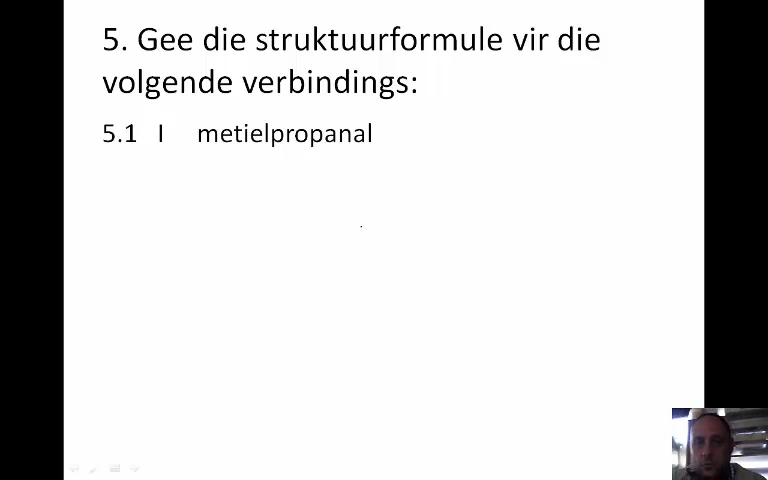 5. Gee die struktuurformule vir die
volgende verbindings:
5.1 I metielpropanal